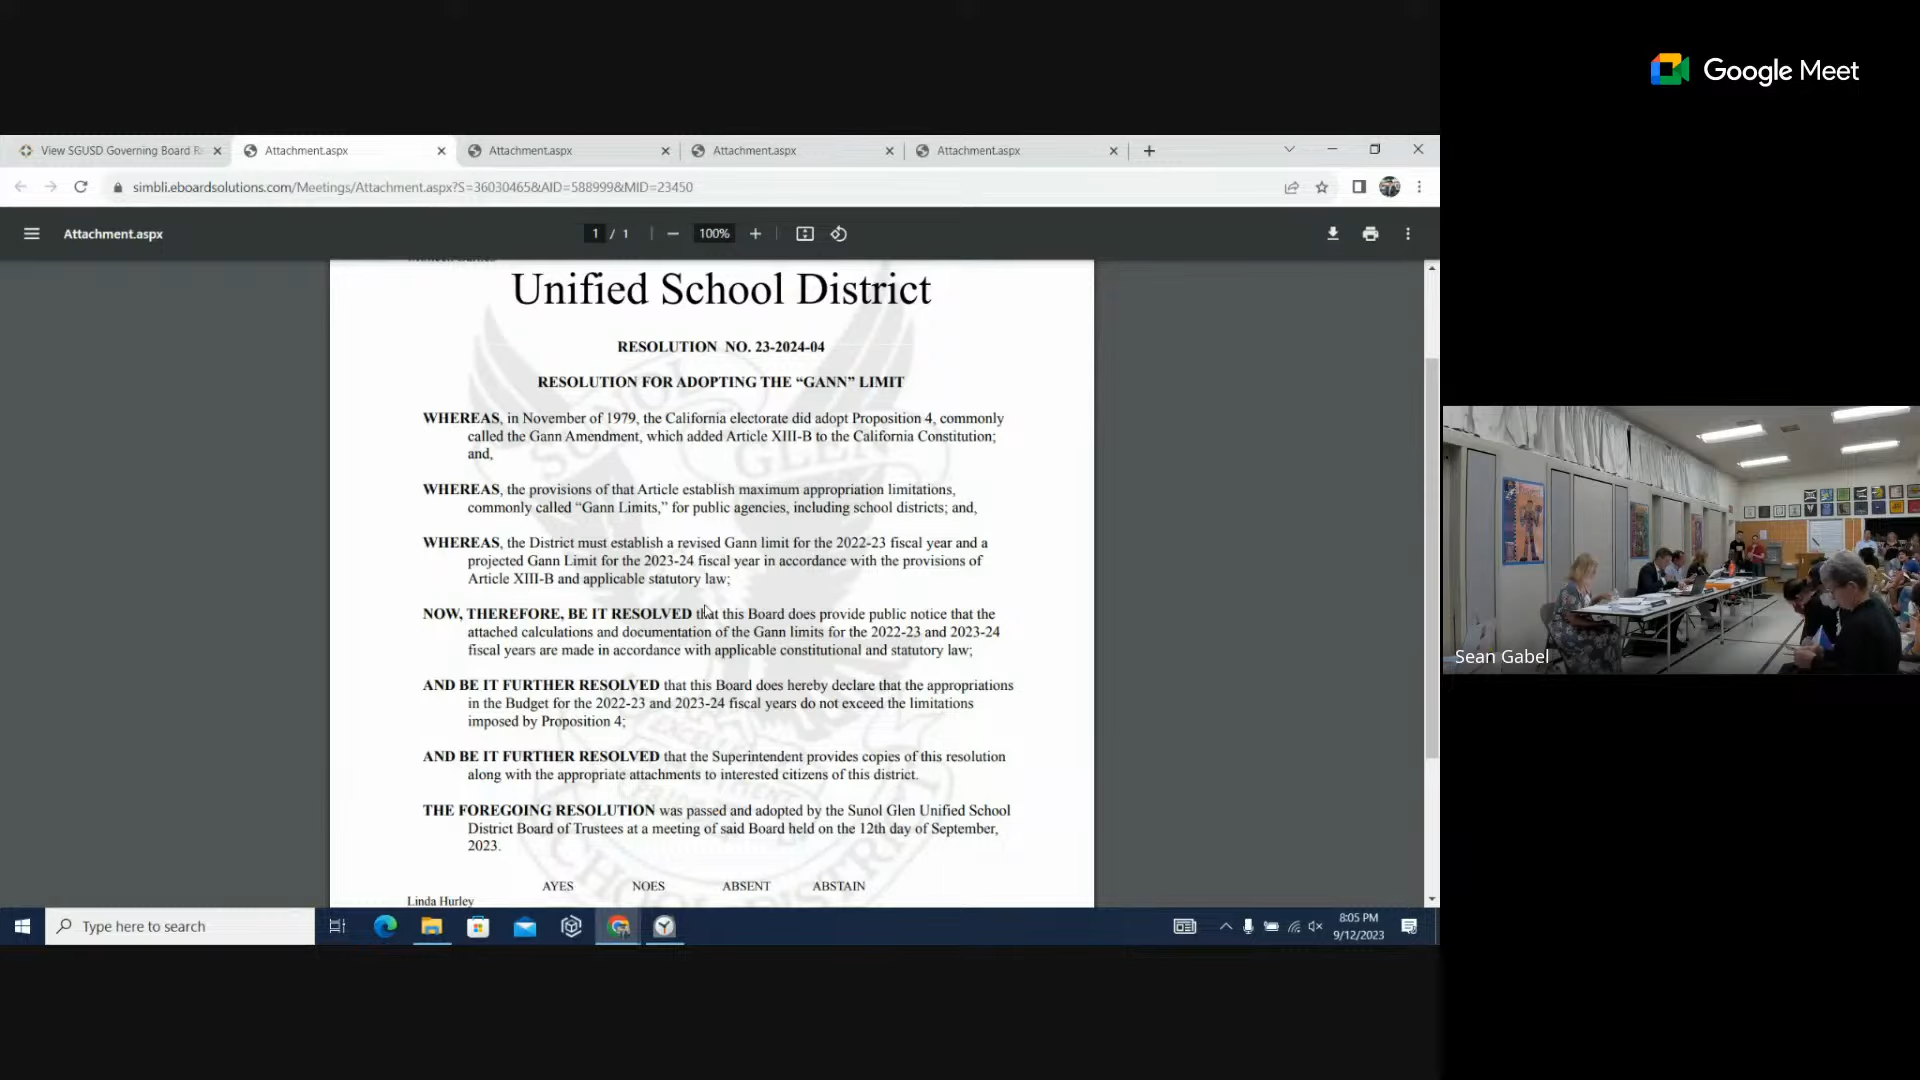 Google Meet
View SGUSD Governing Board R
Attachment.aspx
Attachment.aspx
Attachment.aspx
Attachment.aspx
simbli.eboardsolutions.com/Meetings/Attachment.aspx?S=36030465&AID=588999&MID=23450
Attachment.aspx
1 / 1
100%
Unified School District
RESOLUTION NO. 23-2024-04
RESOLUTION FOR ADOPTING THE “GANN” LIMIT
WHEREAS, in November of 1979, the California electorate did adopt Proposition 4, commonly
called the Gann Amendment, which added Article XIII-B to the California Constitution;
and,
WHEREAS, the provisions of that Article establish maximum appropriation limitations,
commonly called “Gann Limits,” for public agencies, including school districts; and,
WHEREAS, the District must establish a revised Gann limit for the 2022-23 fiscal year and a
projected Gann Limit for the 2023-24 fiscal year in accordance with the provisions of
Article XIII-B and applicable statutory law;
NOW, THEREFORE, BE IT RESOLVED that this Board does provide public notice that the
attached calculations and documentation of the Gann limits for the 2022-23 and 2023-24
fiscal years are made in accordance with applicable constitutional and statutory law;
AND BE IT FURTHER RESOLVED that this Board does hereby declare that the appropriations
in the Budget for the 2022-23 and 2023-24 fiscal years do not exceed the limitations
imposed by Proposition 4;
AND BE IT FURTHER RESOLVED that the Superintendent provides copies of this resolution
along with the appropriate attachments to interested citizens of this district.
THE FOREGOING RESOLUTION was passed and adopted by the Sunol Glen Unified School
District Board of Trustees at a meeting of said Board held on the 12th day of September,
2023.
AYES NOES ABSENT ABSTAIN
Linda Hurley
SUNOL
GLEN
SCHOOL DISTRICT
Type here to search
8:05 PM
9/12/2023
Sean Gabel